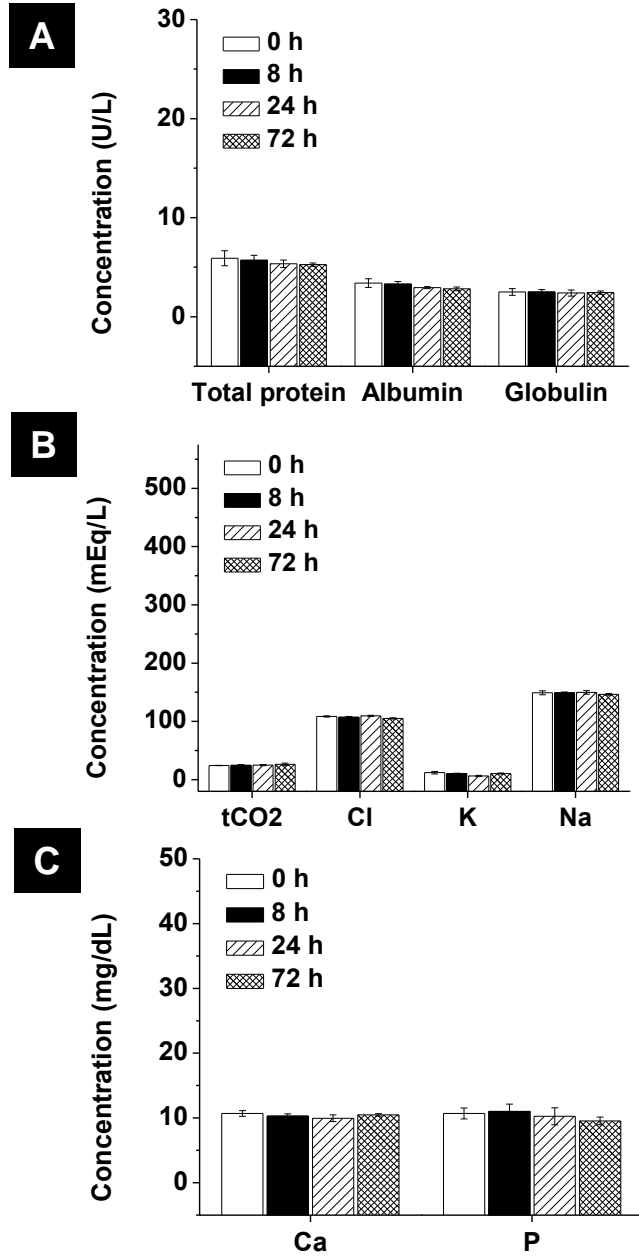 A
Concentration (U/L)
30
20
10
0
0 h
8 h
24 h
72 h
Total protein Albumin Globulin
B
Concentration (mEq/L)
500
400
300
200
100
0
0 h
8 h
24 h
72 h
tCO2 Cl K Na
C
Concentration (mg/dL)
50
40
30
20
10
0
0 h
8 h
24 h
72 h
Ca P